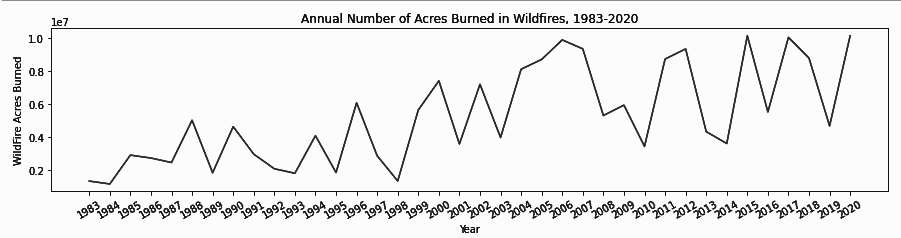 Annual Number of Acres Burned in Wildfires, 1983-2020
1e7
1.0
0.8
0.6
0.4
0.2
WildFire Acres Burned
1983 1984 1985 1986 1987 1988 1989 1990 1991 1992 1993 1994 1995 1996 1997 1998 1999 2000 2001 2002 2003 2004 2005 2006 2007 2008 2009 2010 2011 2012 2013 2014 2015 2016 2017 2018 2019 2020
Year